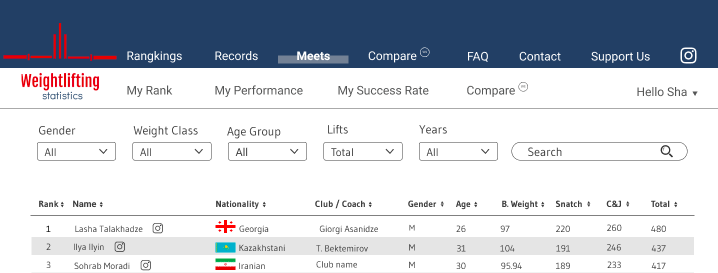 Rangkings Records Meets Compare FAQ Contact Support Us
Weightlifting
statistics
My Rank My Performance My Success Rate Compare Hello Sha
Gender Weight Class Age Group Lifts Years
All All All Total All Search
Rank Name Nationality Club / Coach Gender Age B. Weight Snatch C&J Total
1 Lasha Talakhadze Georgia Giorgi Asanidze M 26 97 220 260 480
2 Ilya Ilyin Kazakhstani T. Bektemirov M 31 104 191 246 437
3 Sohrab Moradi Iranian Club name M 30 95.94 189 233 417